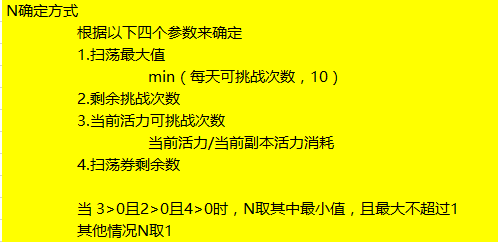 N确定方式
根据以下四个参数来确定
1.扫荡最大值
min（每天可挑战次数，10）
2.剩余挑战次数
3.当前活力可挑战次数
当前活力/当前副本活力消耗
4.扫荡券剩余数
当 3>0且2>0且4>0时，N取其中最小值，且最大不超过1
其他情况N取1